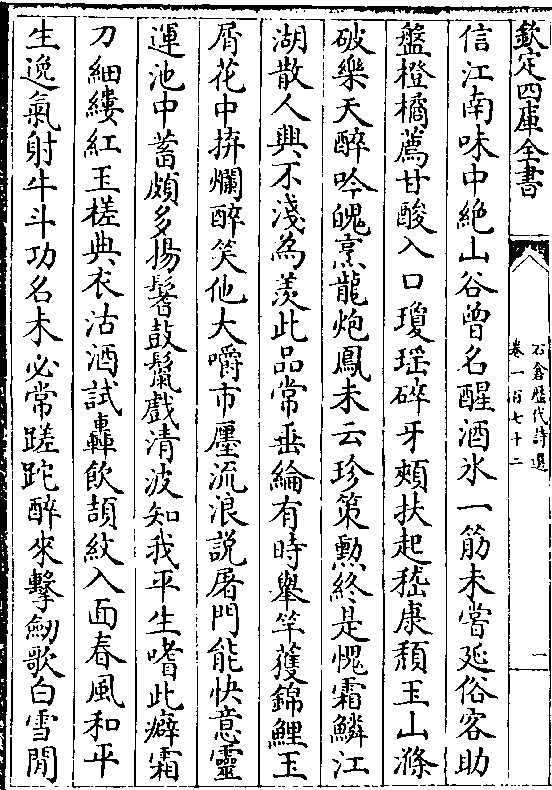 欽定四庫全書
石倉歷代詩選
卷一百七十二
一
信江南味中絶山谷曾名醒酒氷一筯未嘗延俗客助
盤橙橘薦甘酸入口瓊瑶碎牙頰扶起嵇康頽玉山滌
破樂天醉吟魄烹龍炮鳳未云珍策勲終是愧霜鱗江
湖散人興不淺為羨此品常垂綸有時舉竿獲錦鯉玉
屑花中拚爛醉笑他大嚼市㕓流浪説屠門能快意靈
運池中蓄頗多揚鬐鼓鬛戲清波知我平生嗜此癖霜
刀細縷紅玉槎典衣沽酒試轟飲頡紋入面春風和平
生逸氣射牛斗功名未必常蹉跎醉來擊劒歌白雪閒